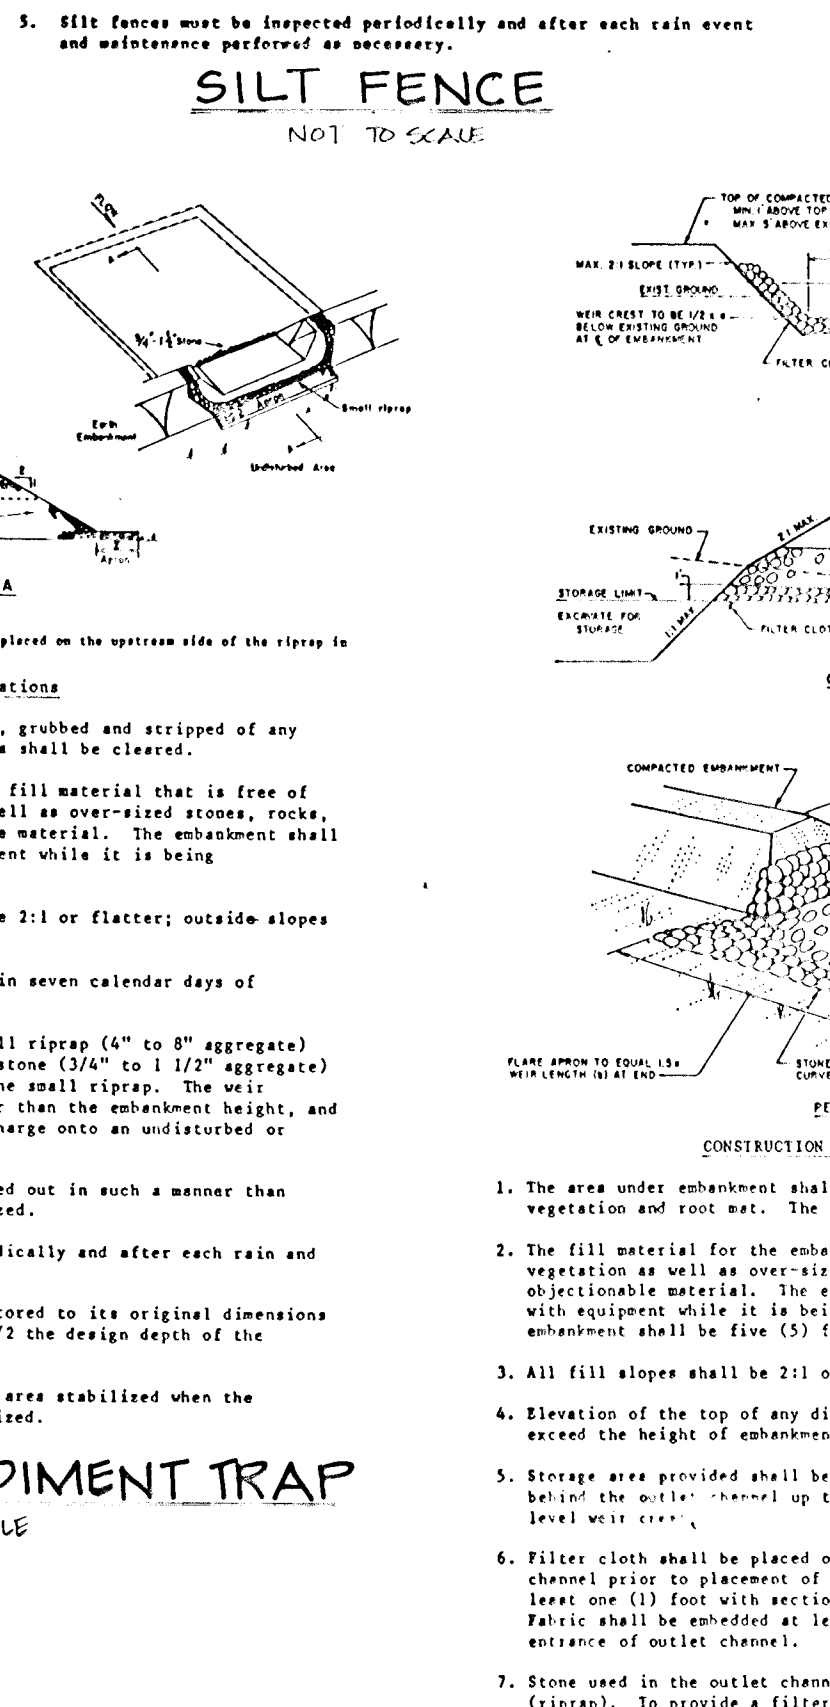 5. Silt fences must be inspected periodically and after each rain event
and maintenance performed as necessary.
SILT FENCE
NOT TO SCALE
FLOW
A
3/4"-1½" Stone
Apron
Small riprap
Earth
Embankment
Undisturbed Area
2'
Apron
A
placed on the upstream side of the riprap in
ations
, grubbed and stripped of any
a shall be cleared.
fill material that is free of
ell as over-sized stones, rocks,
e material. The embankment shall
ent while it is being
e 2:1 or flatter; outside slopes
in seven calendar days of
ll riprap (4" to 8" aggregate)
stone (3/4" to 1 1/2" aggregate)
he small riprap. The weir
r than the embankment height, and
harge onto an undisturbed or
ed out in such a manner than
zed.
dically and after each rain and
tored to its original dimensions
/2 the design depth of the
area stabilized when the
ized.
DIMENT TRAP
LE
TOP OF COMPACTED
MIN. 1' ABOVE TOP
MAX 5' ABOVE EX
MAX. 2:1 SLOPE (TYP.)
EXIST. GROUND
WEIR CREST TO BE 1/2
BELOW EXISTING GROUND
AT ℄ OF EMBANKMENT
FILTER C
EXISTING GROUND
2:1 MAX.
1'
STORAGE LIMIT
EXCAVATE FOR
STORAGE
1:1 MAX
FILTER CLOT
COMPACTED EMBANKMENT
FLARE APRON TO EQUAL 1.5
WEIR LENGTH (b) AT END
STONE
CURVE
PE
CONSTRUCTION
1. The area under embankment shal
vegetation and root mat. The
2. The fill material for the emba
vegetation as well as over-siz
objectionable material. The e
with equipment while it is bei
embankment shall be five (5) f
3. All fill slopes shall be 2:1 o
4. Elevation of the top of any di
exceed the height of embankmen
5. Storage area provided shall be
behind the outlet channel up t
level weir crest.
6. Filter cloth shall be placed o
channel prior to placement of
least one (1) foot with sectio
Fabric shall be embedded at le
entrance of outlet channel.
7. Stone used in the outlet chann
(riprap). To provide a filter